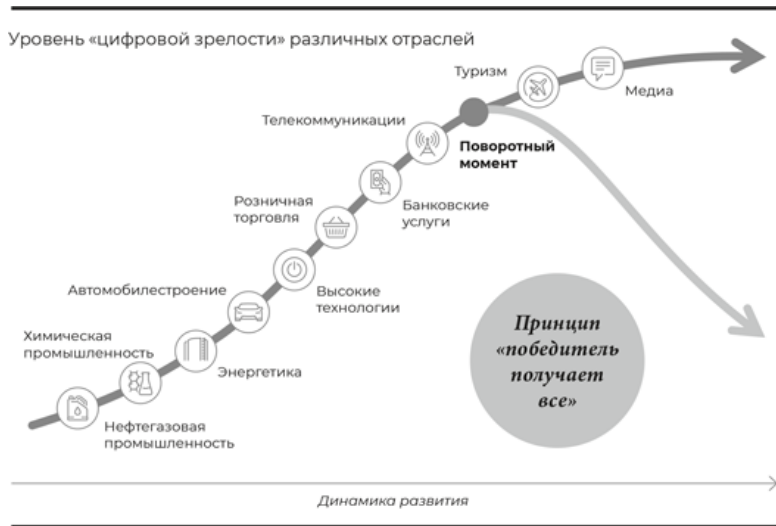 Уровень «цифровой зрелости» различных отраслей
Туризм
Медиа
Телекоммуникации
Поворотный
момент
Розничная
торговля
Банковские
услуги
Автомобилестроение
Высокие
технологии
Химическая
промышленность
Энергетика
Нефтегазовая
промышленность
Принцип
«победитель
получает
все»
Динамика развития